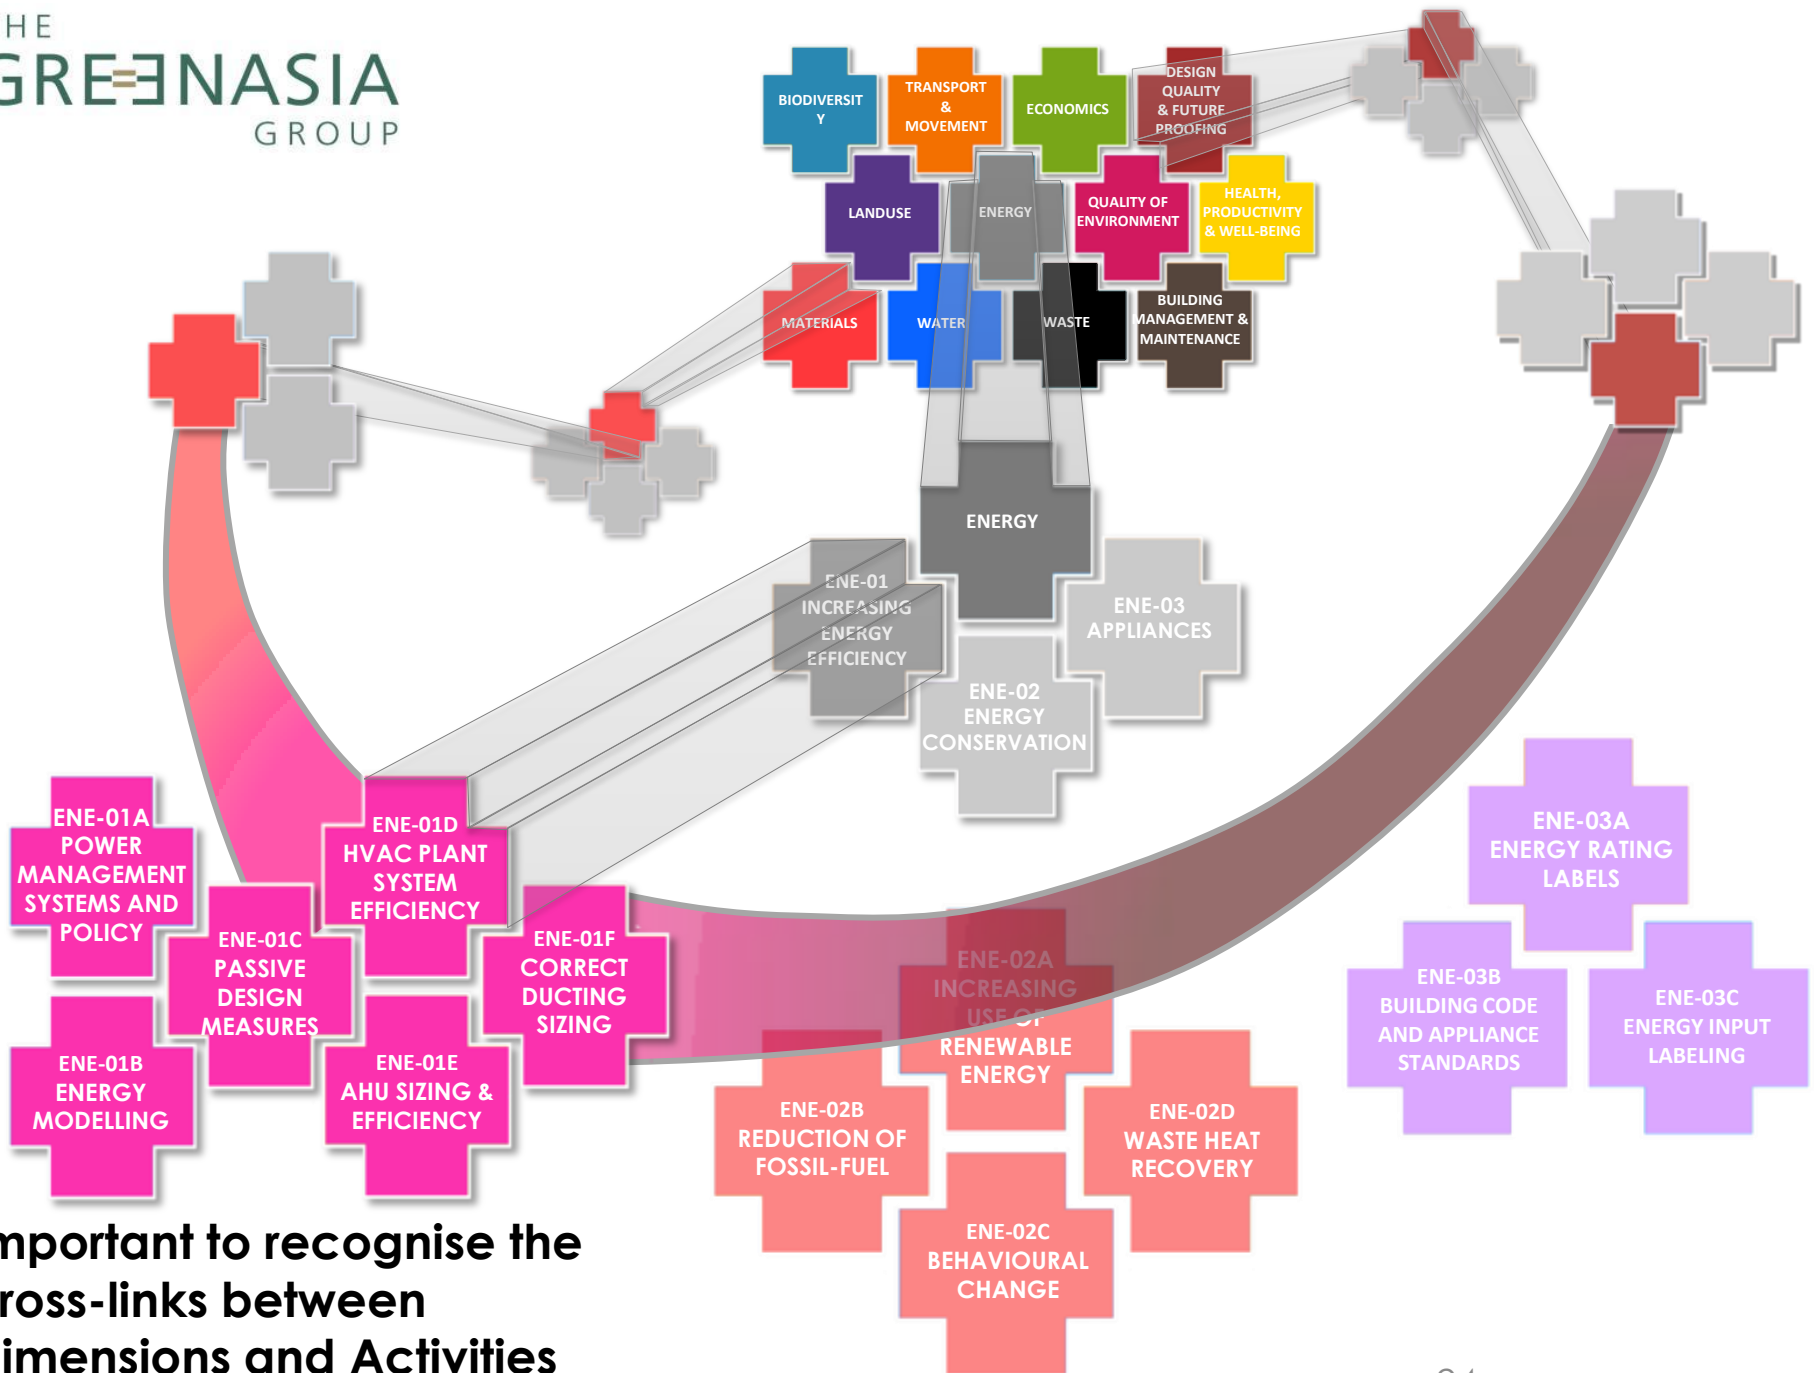 THE
GREENASIA
GROUP
BIODIVERSIT
Y
TRANSPORT
&
MOVEMENT
ECONOMICS
DESIGN
QUALITY
& FUTURE
PROOFING
LANDUSE
ENERGY
QUALITY OF
ENVIRONMENT
HEALTH,
PRODUCTIVITY
& WELL-BEING
MATERIALS
WATER
WASTE
BUILDING
MANAGEMENT &
MAINTENANCE
ENERGY
ENE-01
INCREASING
ENERGY
EFFICIENCY
ENE-02
ENERGY
CONSERVATION
ENE-03
APPLIANCES
ENE-01A
POWER
MANAGEMENT
SYSTEMS AND
POLICY
ENE-01B
ENERGY
MODELLING
ENE-01C
PASSIVE
DESIGN
MEASURES
ENE-01D
HVAC PLANT
SYSTEM
EFFICIENCY
ENE-01E
AHU SIZING &
EFFICIENCY
ENE-01F
CORRECT
DUCTING
SIZING
ENE-02A
INCREASING
USE OF
RENEWABLE
ENERGY
ENE-02B
REDUCTION OF
FOSSIL-FUEL
ENE-02C
BEHAVIOURAL
CHANGE
ENE-02D
WASTE HEAT
RECOVERY
ENE-03A
ENERGY RATING
LABELS
ENE-03B
BUILDING CODE
AND APPLIANCE
STANDARDS
ENE-03C
ENERGY INPUT
LABELING
mportant to recognise the
ross-links between
imensions and Activities